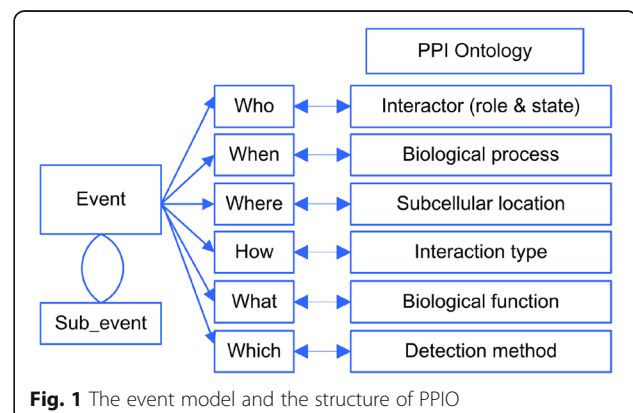 PPI Ontology
Who
Interactor (role & state)
When
Biological process
Event
Where
Subcellular location
How
Interaction type
What
Biological function
Sub_event
Which
Detection method
Fig. 1 The event model and the structure of PPIO